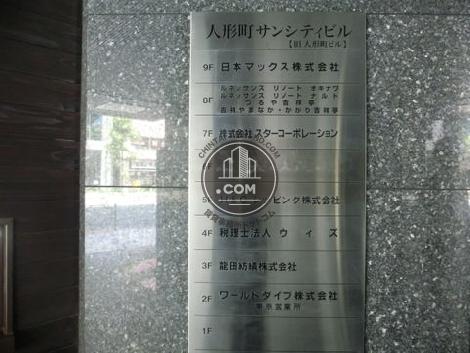 人形町サンシティビル
【旧 人形町ビル】
9F 日本マックス株式会社
ルネッサンス リゾート オキナワ
ルネッサンス リゾート ナルト
つるや吉祥亭
吉祥やまなか・かがり吉祥亭
7F 株式会社 スターコーポレーション
.COM
5F ピング株式会社
4F 税理士法人 ウィズ
3F 龍田紡績株式会社
2F ワールドタイプ株式会社
東京営業所
1F